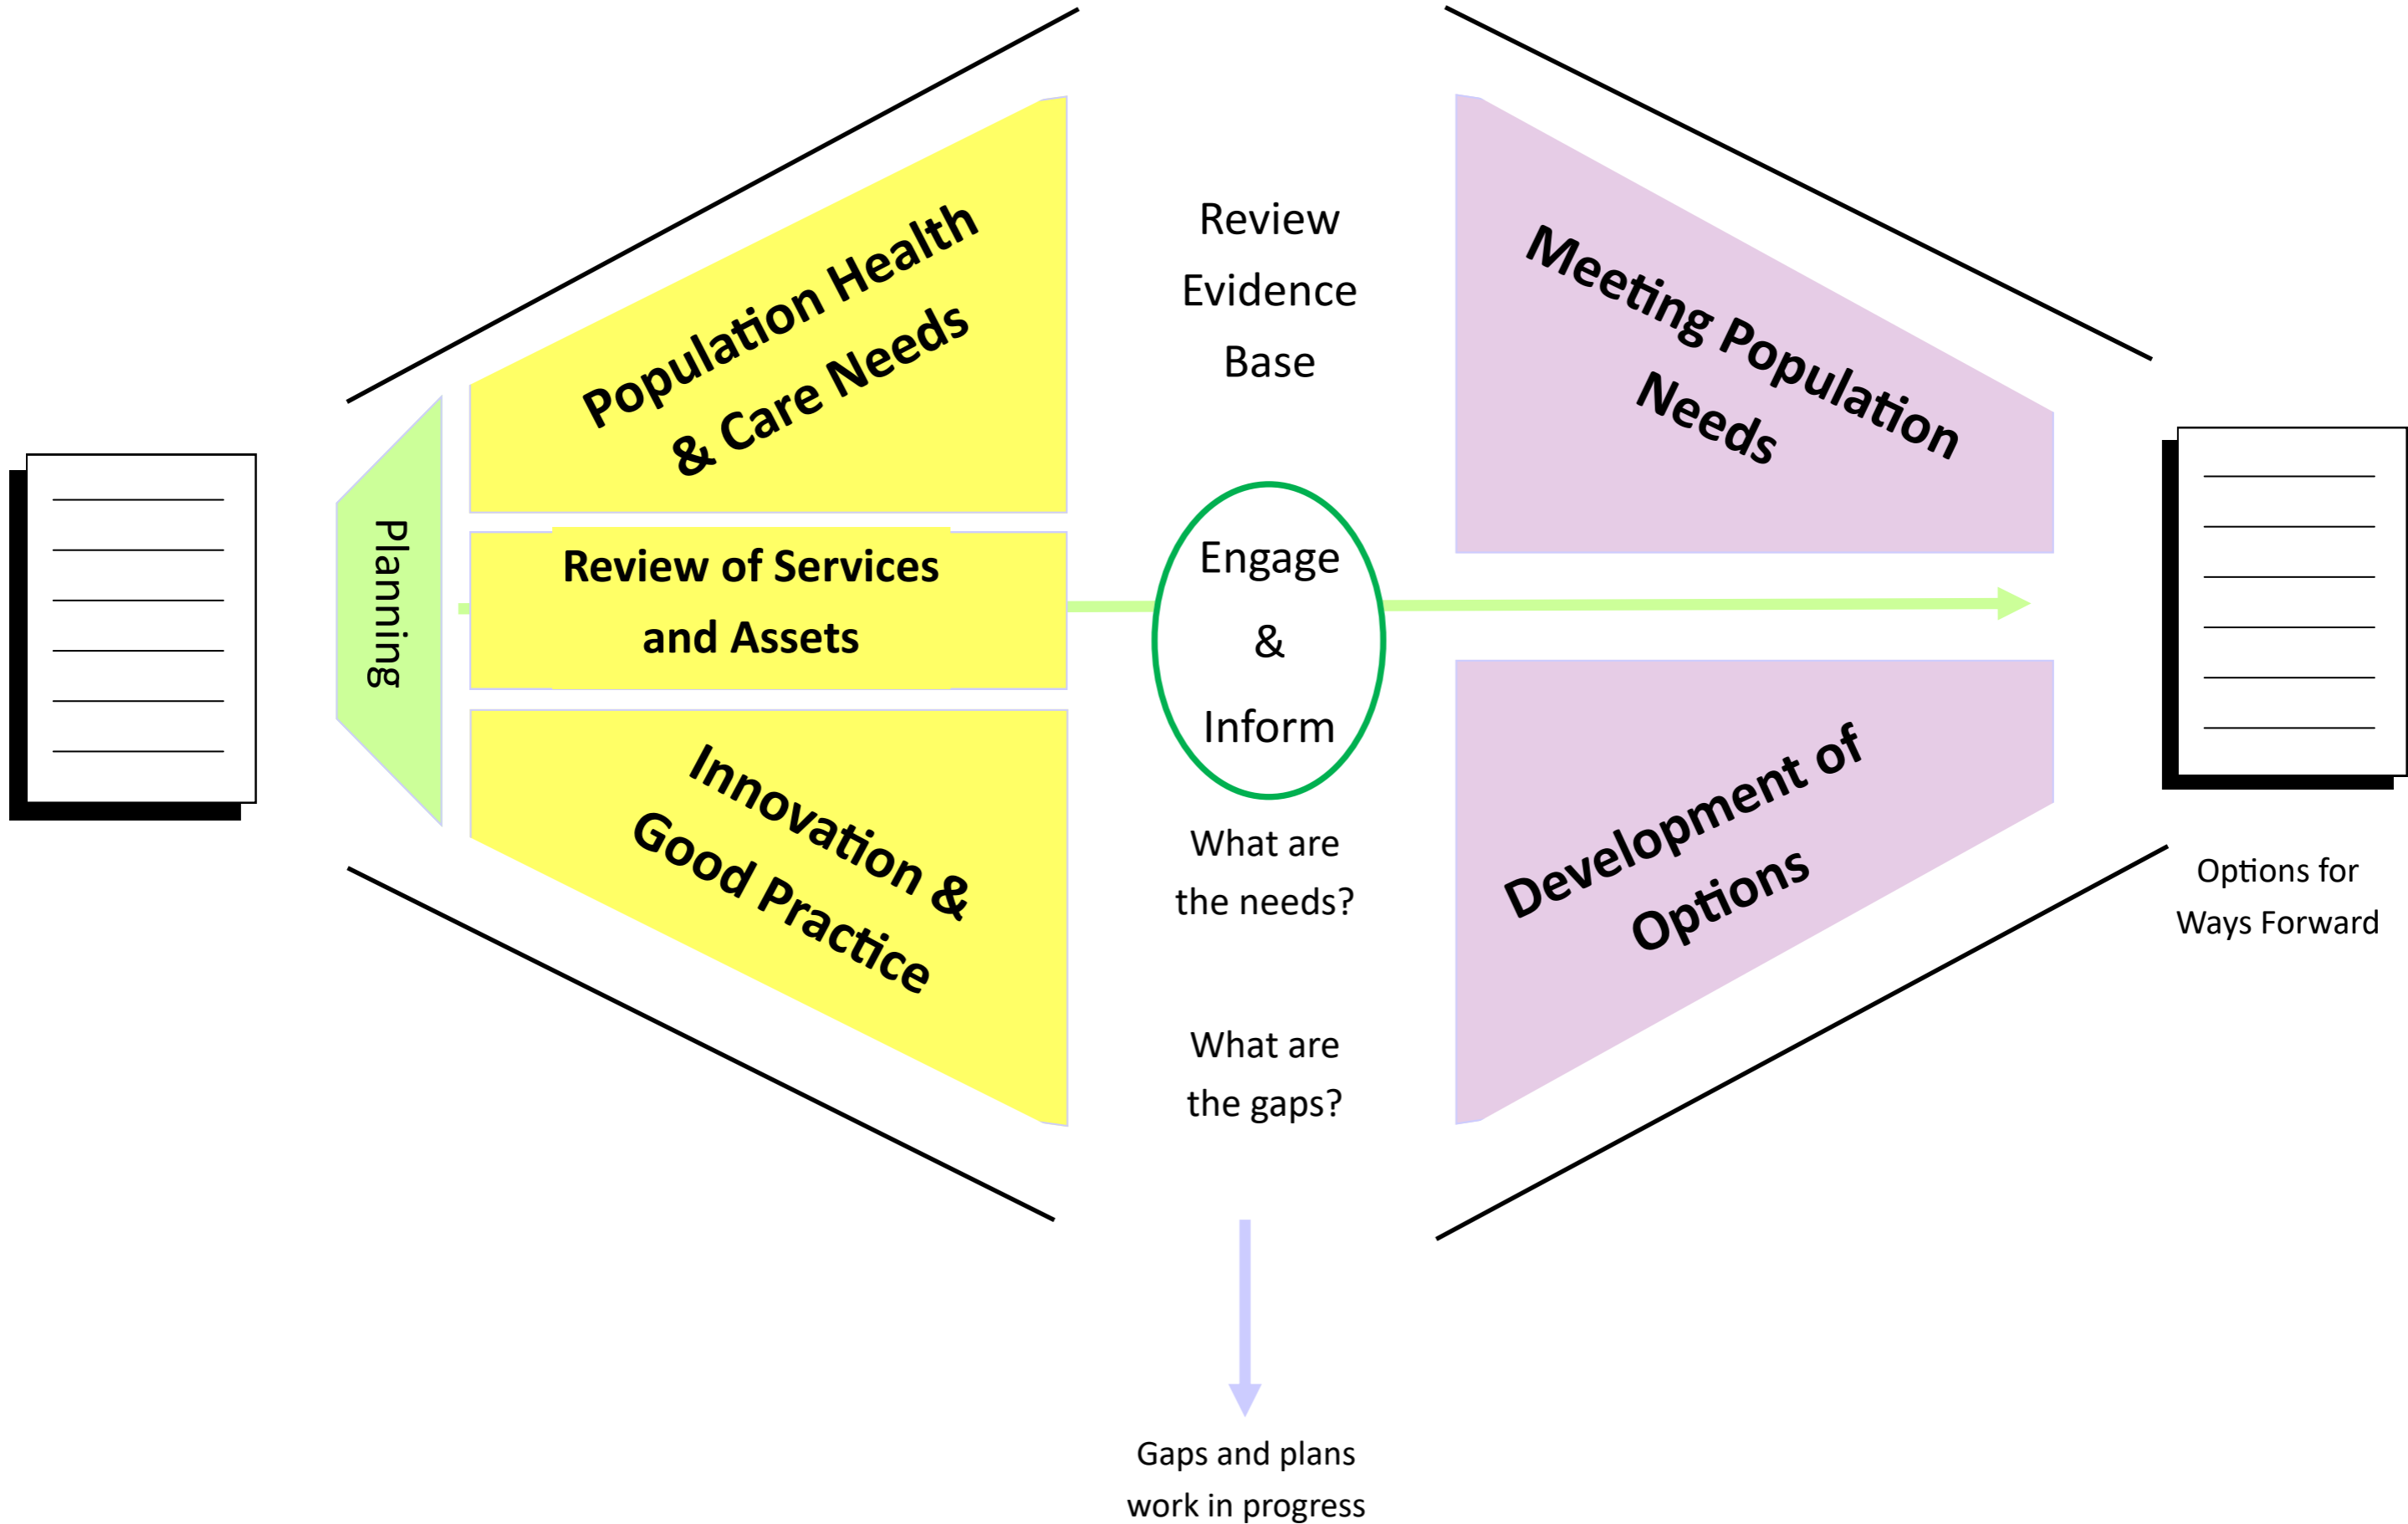 Planning
Population Health
& Care Needs
Review of Services
and Assets
Innovation &
Good Practice
Review
Evidence
Base
Engage
&
Inform
What are
the needs?
What are
the gaps?
Gaps and plans
work in progress
Meeting Population
Needs
Development of
Options
Options for
Ways Forward